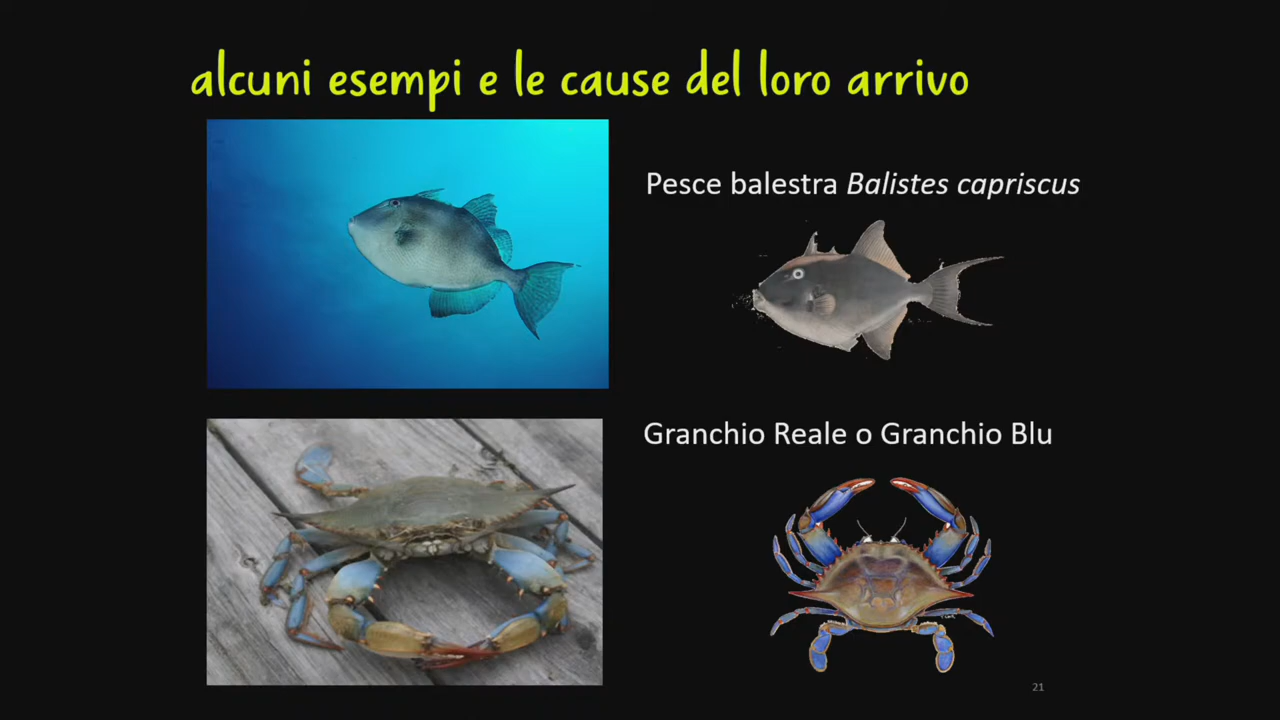 alcuni esempi e le cause del loro arrivo
Pesce balestra Balistes capriscus
Granchio Reale o Granchio Blu
21